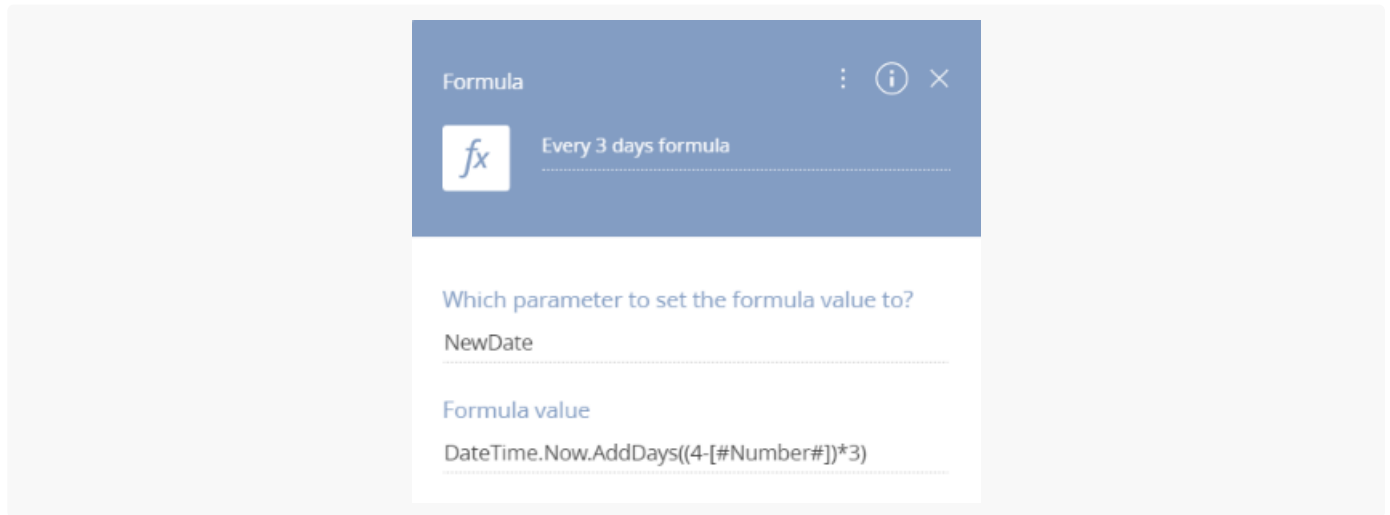 Formula
fx
Every 3 days formula
Which parameter to set the formula value to?
NewDate
Formula value
DateTime.Now.AddDays((4-[#Number#])*3)